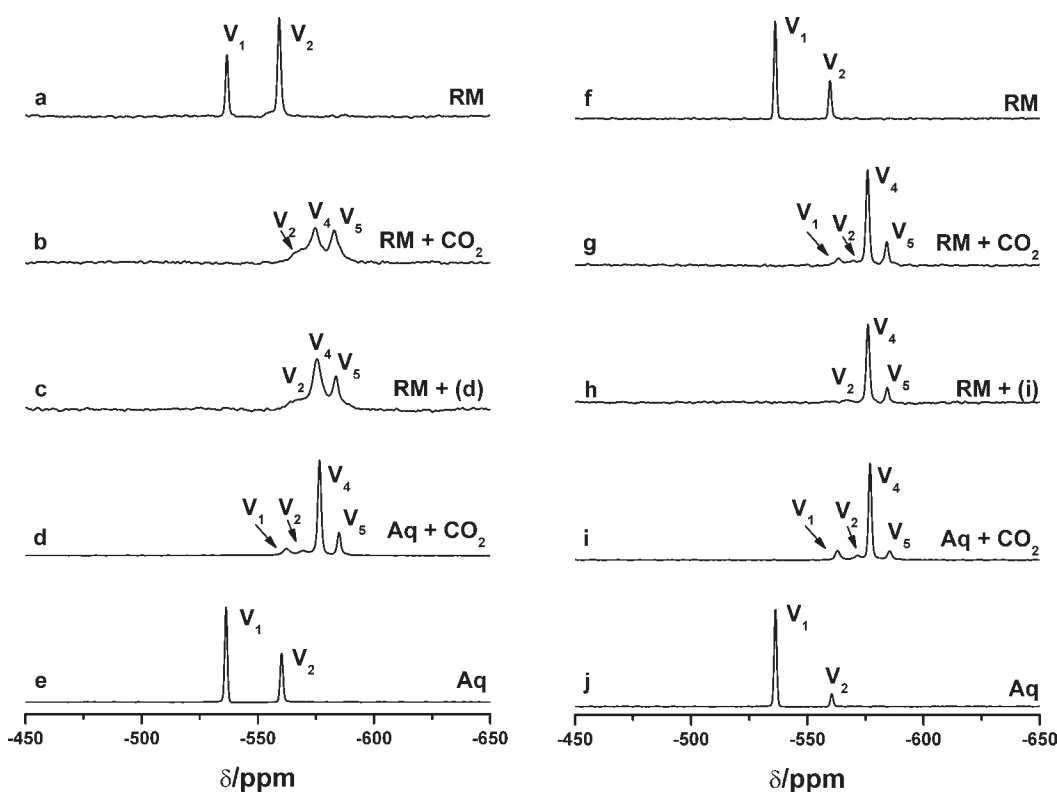 V₁ V₂
a RM
V₂ V₄ V₅
b RM + CO₂
V₂ V₄ V₅
c RM + (d)
V₁ V₂ V₄ V₅
d Aq + CO₂
V₁ V₂
e Aq
-450 -500 -550 -600 -650
δ/ppm
V₁ V₂
f RM
V₁ V₂ V₄ V₅
g RM + CO₂
V₂ V₄ V₅
h RM + (i)
V₁ V₂ V₄ V₅
i Aq + CO₂
V₁ V₂
j Aq
-450 -500 -550 -600 -650
δ/ppm